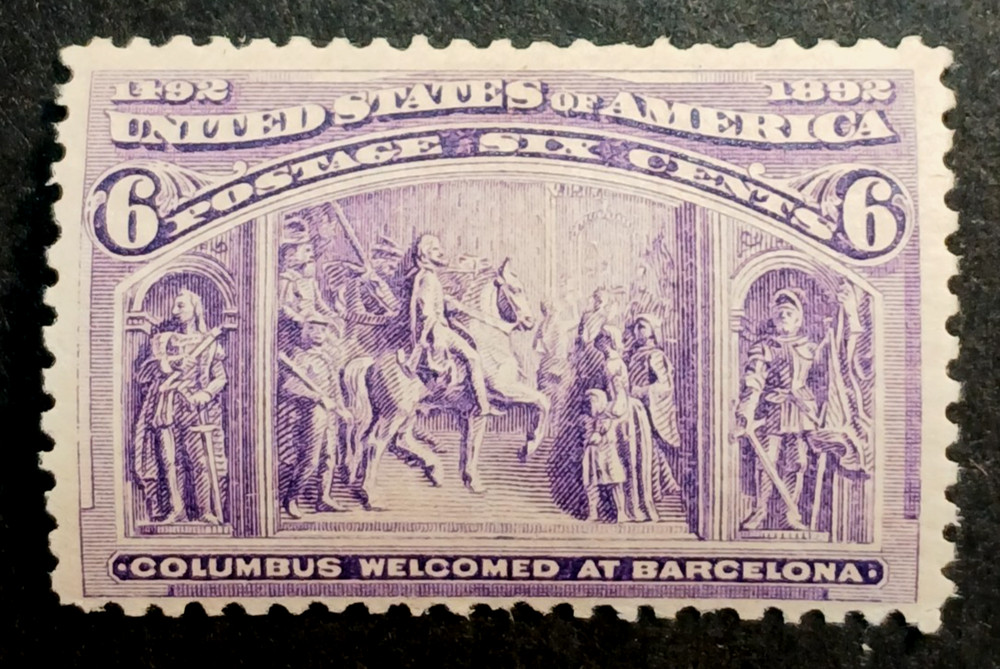 1492 1892
UNITED STATES OF AMERICA
POSTAGE SIX CENTS
6 6
·COLUMBUS WELCOMED AT BARCELONA·